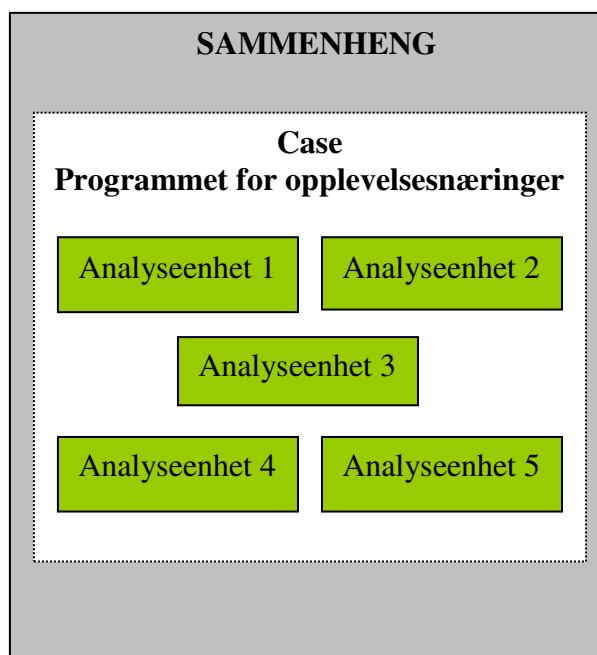 SAMMENHENG
Case
Programmet for opplevelsesnæringer
Analyseenhet 1
Analyseenhet 2
Analyseenhet 3
Analyseenhet 4
Analyseenhet 5